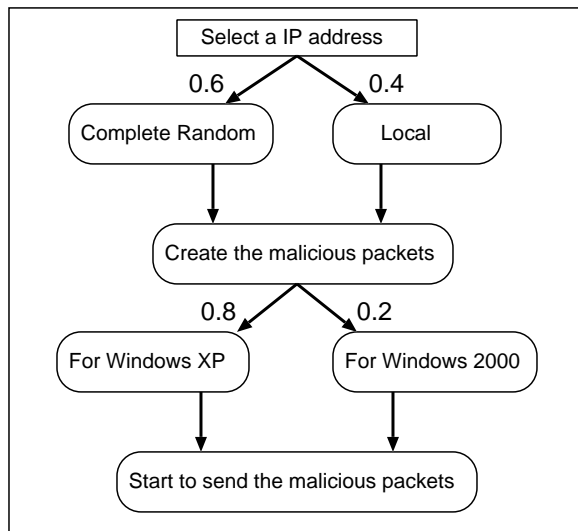 Select a IP address
0.6
0.4
Complete Random
Local
Create the malicious packets
0.8
0.2
For Windows XP
For Windows 2000
Start to send the malicious packets